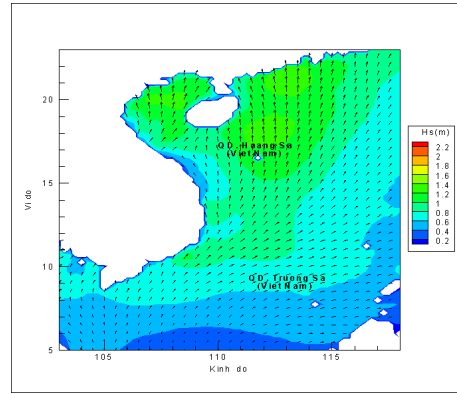 20
15
10
5
Vi do
105
110
115
Kinh do
QD. Hoang Sa
(Viet Nam)
QD. Truong Sa
(Viet Nam)
Hs(m)
2.2
2
1.8
1.6
1.4
1.2
1
0.8
0.6
0.4
0.2